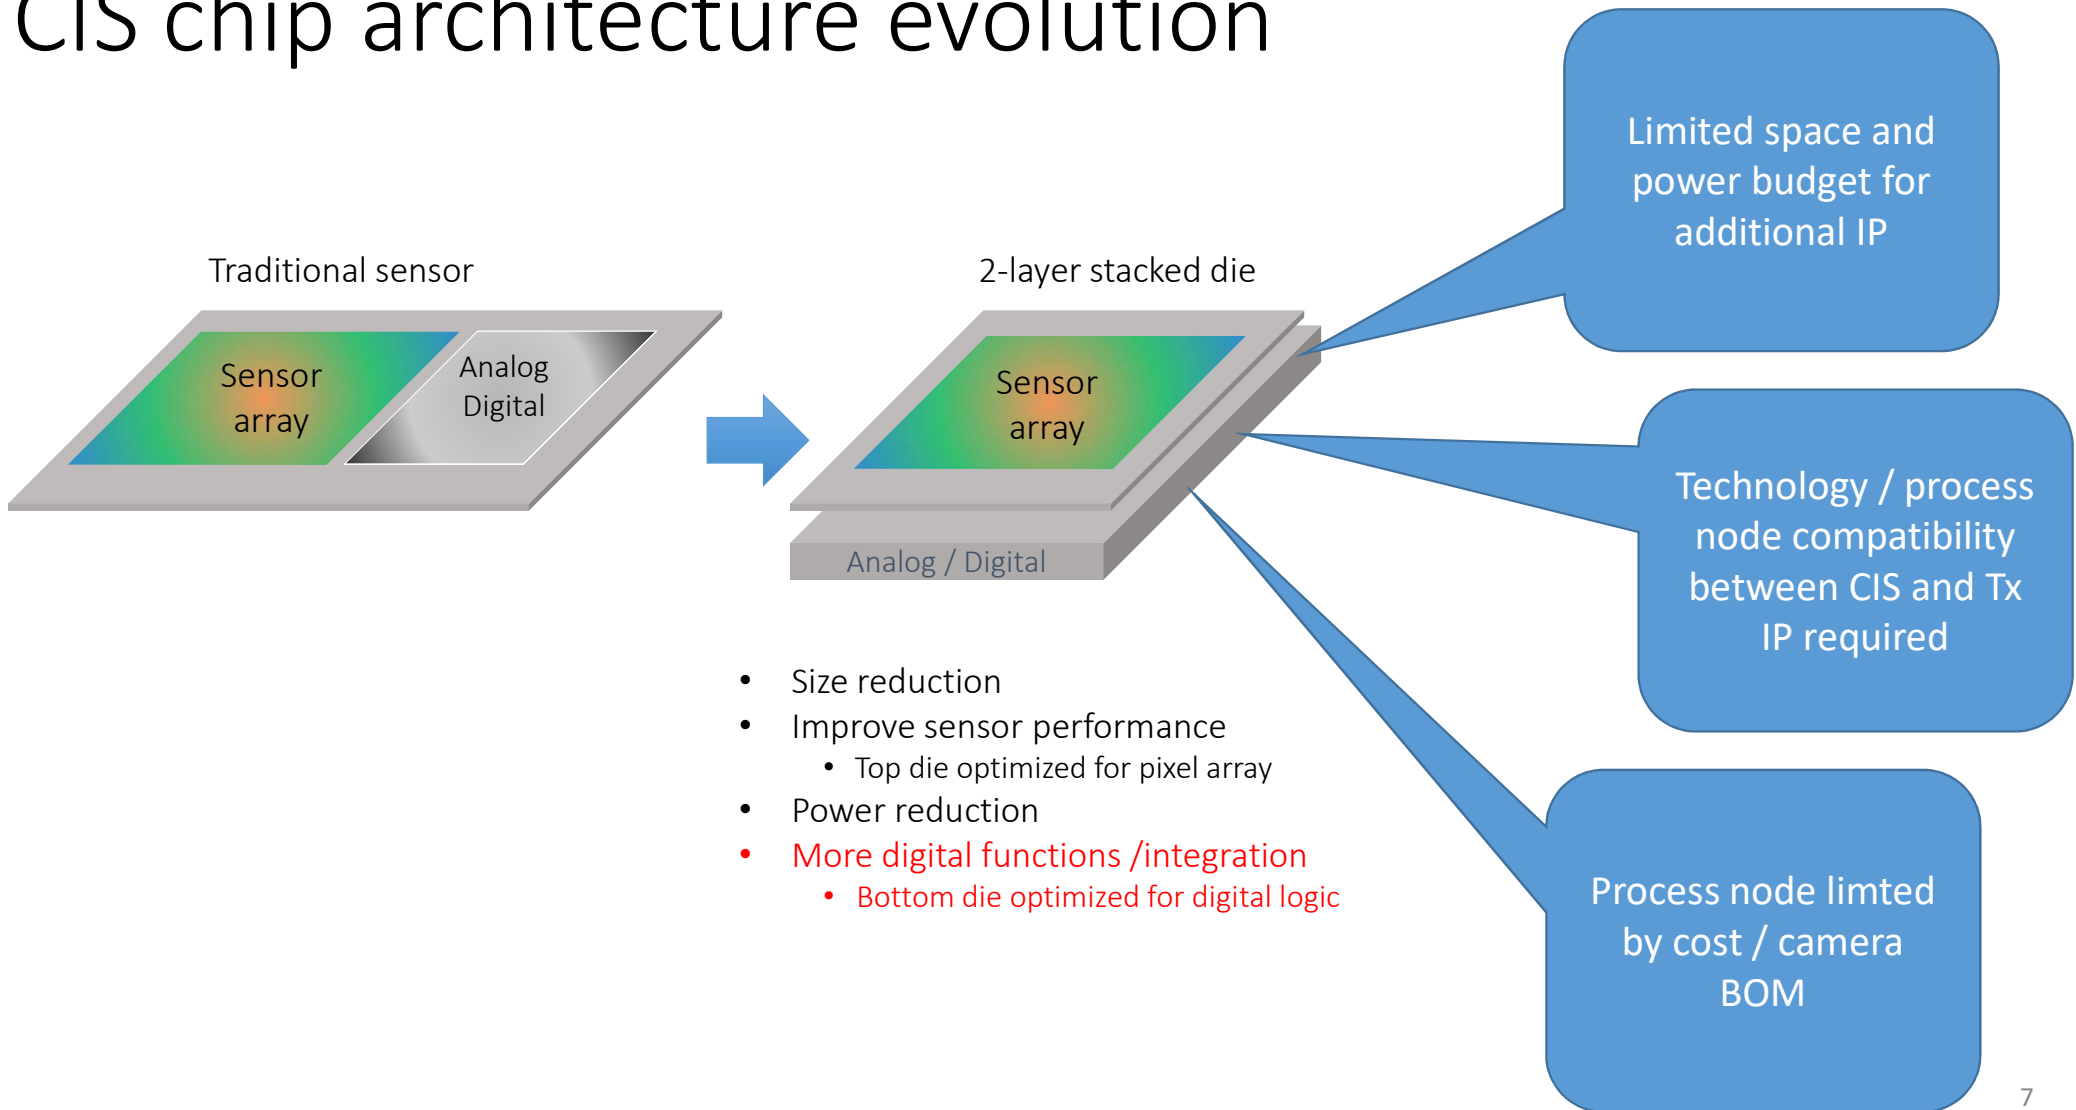 CIS chip architecture evolution
Traditional sensor
Sensor
array
Analog
Digital
2-layer stacked die
Sensor
array
Analog / Digital
• Size reduction
• Improve sensor performance
• Top die optimized for pixel array
• Power reduction
• More digital functions /integration
• Bottom die optimized for digital logic
Limited space and
power budget for
additional IP
Technology / process
node compatibility
between CIS and Tx
IP required
Process node limted
by cost / camera
BOM
7